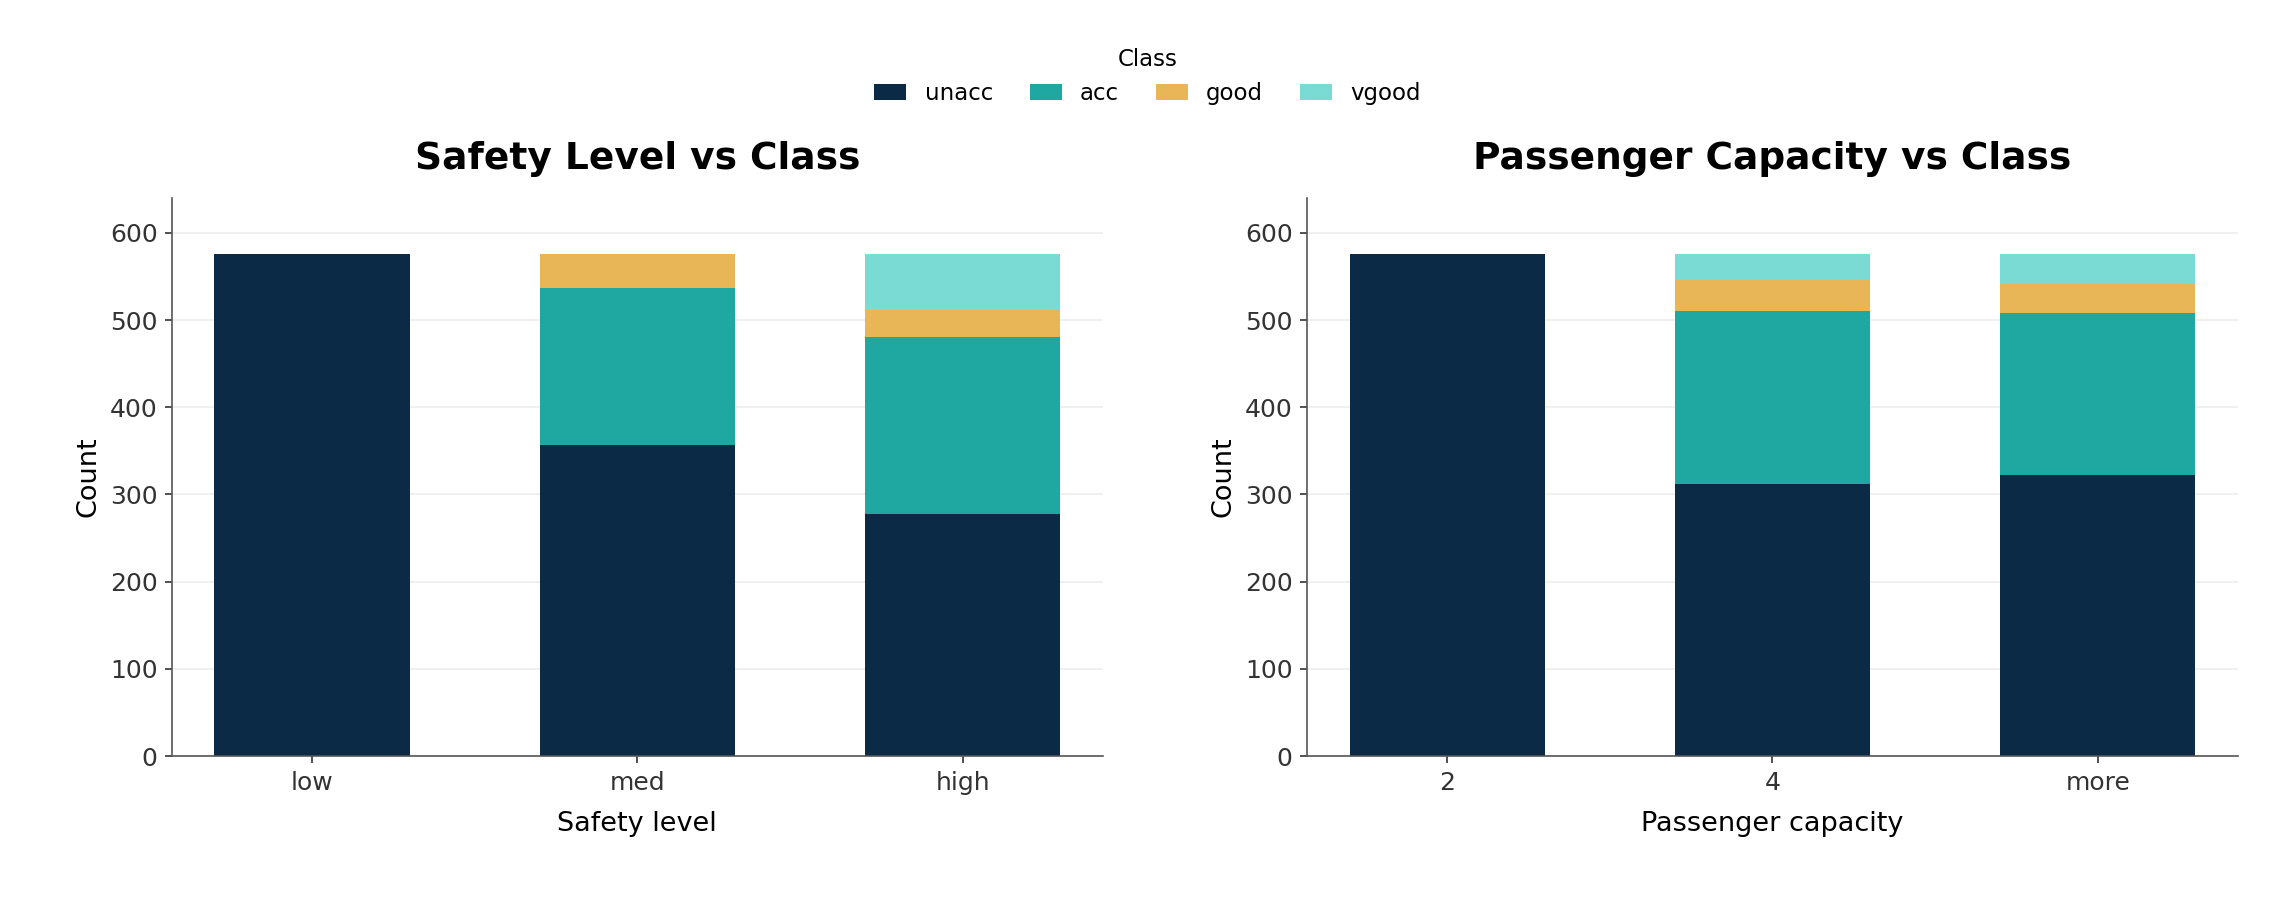 Class
unacc acc good vgood
Safety Level vs Class
600
500
400
300
200
100
0
Count
low med high
Safety level
Passenger Capacity vs Class
600
500
400
300
200
100
0
Count
2 4 more
Passenger capacity